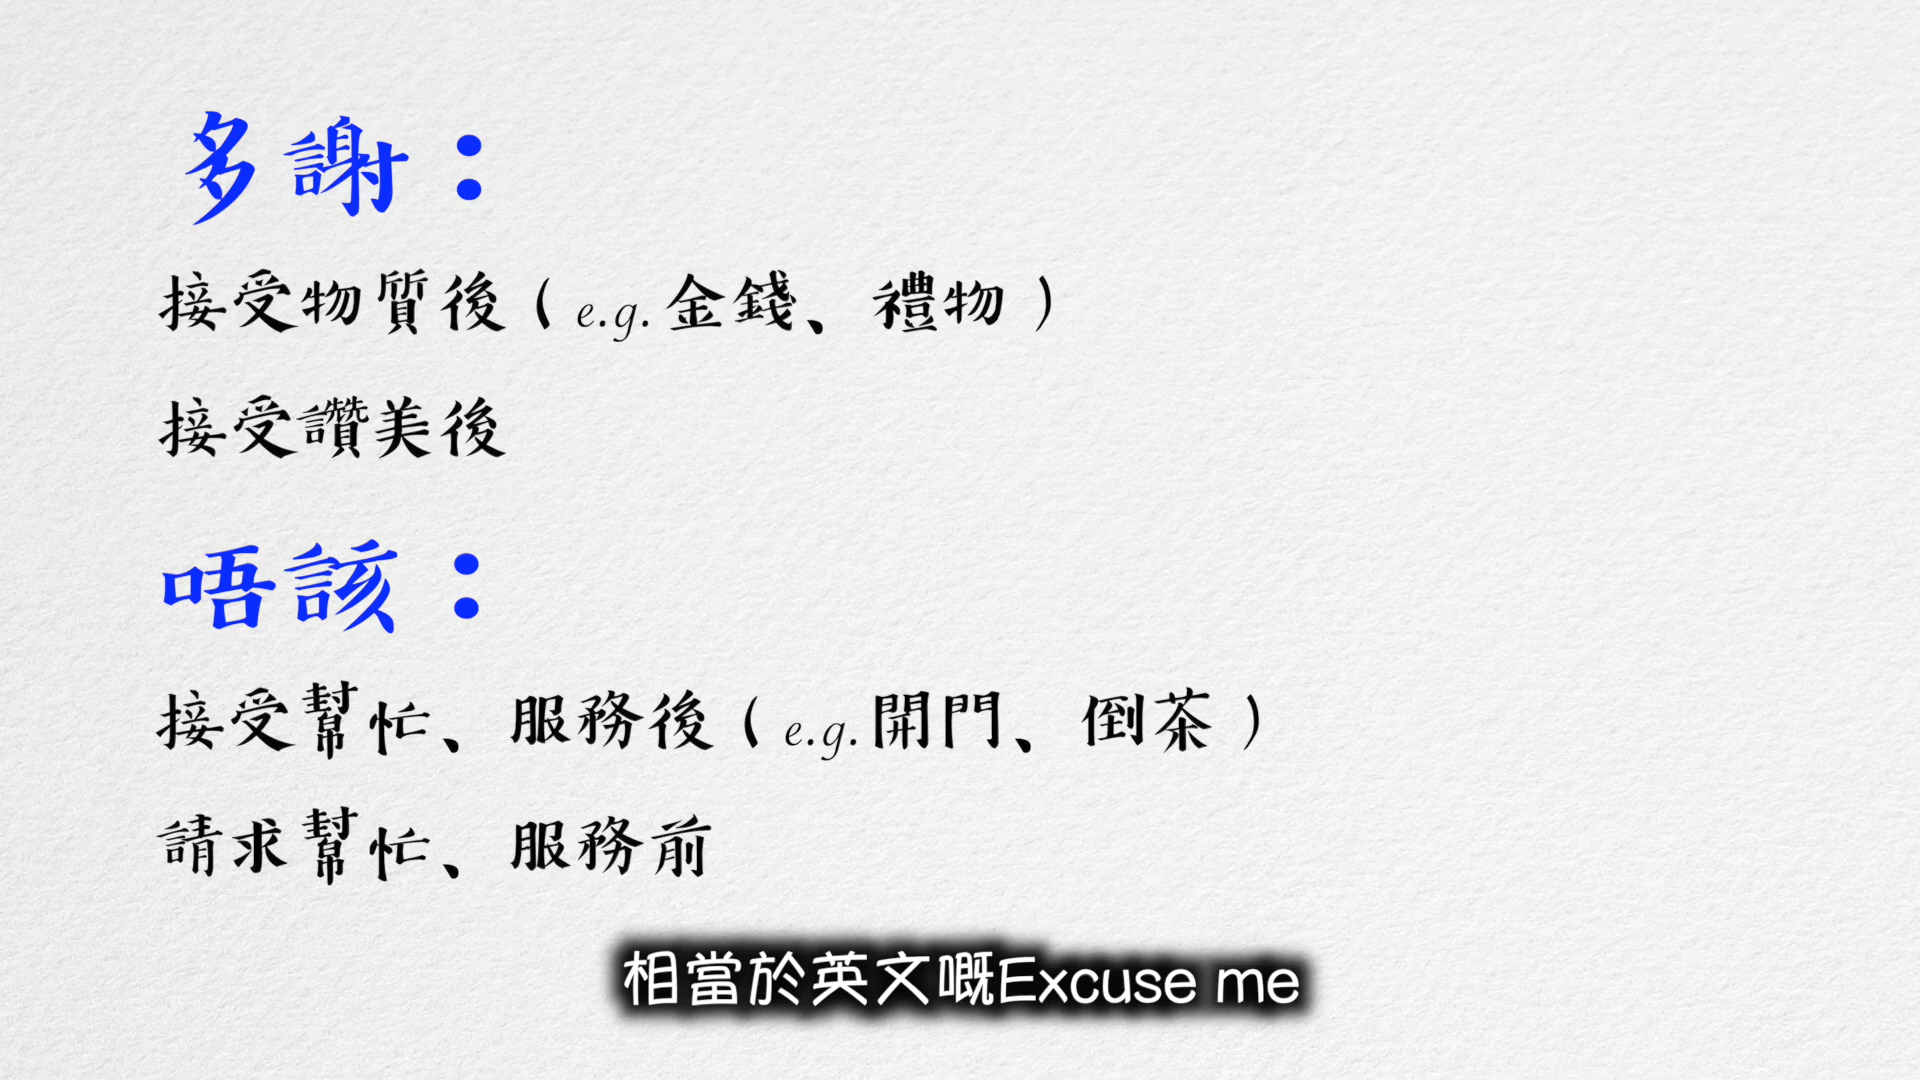 多謝：
接受物質後（e.g.金錢、禮物）
接受讚美後
唔該：
接受幫忙、服務後（e.g.開門、倒茶）
請求幫忙、服務前
相當於英文嘅Excuse me